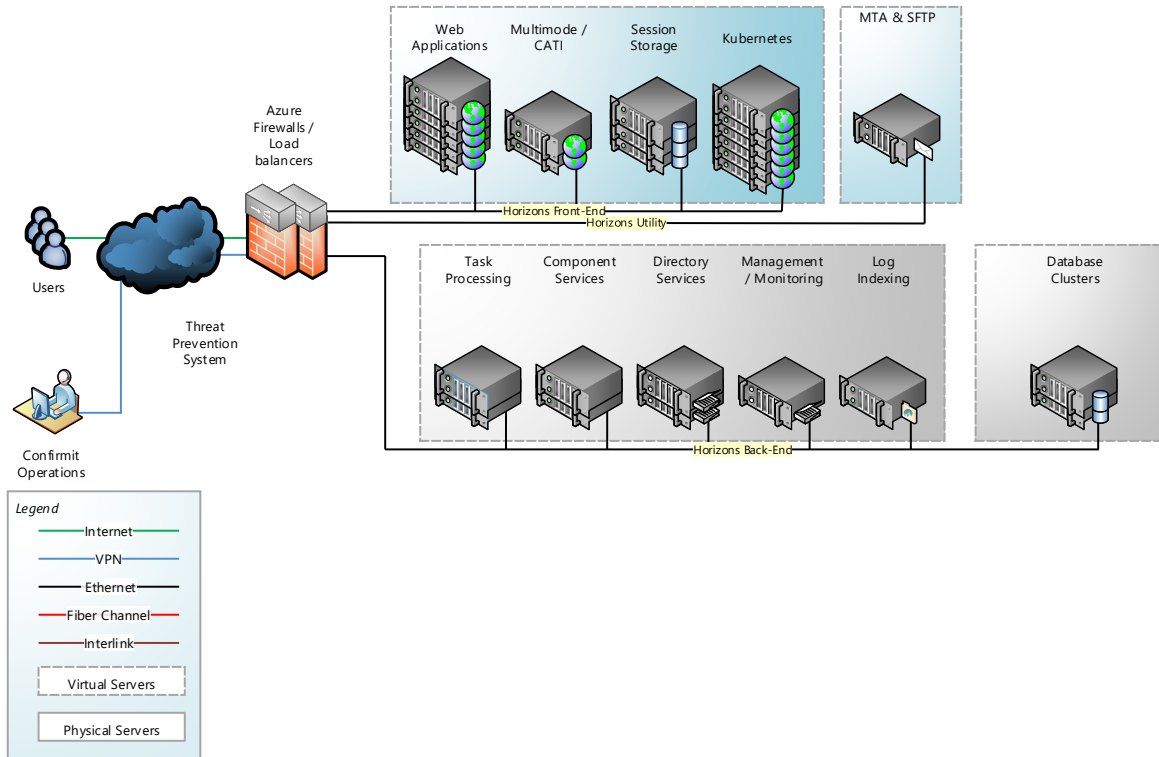 Web
Applications
Multimode /
CATI
Session
Storage
Kubernetes
MTA & SFTP
Azure
Firewalls /
Load
balancers
Horizons Front-End
Horizons Utility
Users
Threat
Prevention
System
Task
Processing
Component
Services
Directory
Services
Management
/ Monitoring
Log
Indexing
Database
Clusters
Horizons Back-End
Confirmit
Operations
Legend
Internet
VPN
Ethernet
Fiber Channel
Interlink
Virtual Servers
Physical Servers